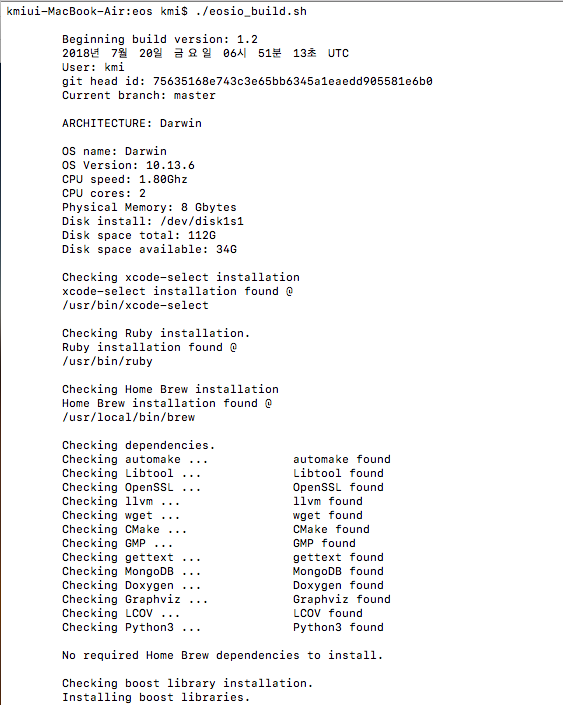 kmiui-MacBook-Air:eos kmi$ ./eosio_build.sh
Beginning build version: 1.2
2018년 7월 20일 금요일 06시 51분 13초 UTC
User: kmi
git head id: 75635168e743c3e65bb6345a1eaedd905581e6b0
Current branch: master
ARCHITECTURE: Darwin
OS name: Darwin
OS Version: 10.13.6
CPU speed: 1.80Ghz
CPU cores: 2
Physical Memory: 8 Gbytes
Disk install: /dev/disk1s1
Disk space total: 112G
Disk space available: 34G
Checking xcode-select installation
xcode-select installation found @
/usr/bin/xcode-select
Checking Ruby installation.
Ruby installation found @
/usr/bin/ruby
Checking Home Brew installation
Home Brew installation found @
/usr/local/bin/brew
Checking dependencies.
Checking automake ... automake found
Checking Libtool ... Libtool found
Checking OpenSSL ... OpenSSL found
Checking llvm ... llvm found
Checking wget ... wget found
Checking CMake ... CMake found
Checking GMP ... GMP found
Checking gettext ... gettext found
Checking MongoDB ... MongoDB found
Checking Doxygen ... Doxygen found
Checking Graphviz ... Graphviz found
Checking LCOV ... LCOV found
Checking Python3 ... Python3 found
No required Home Brew dependencies to install.
Checking boost library installation.
Installing boost libraries.